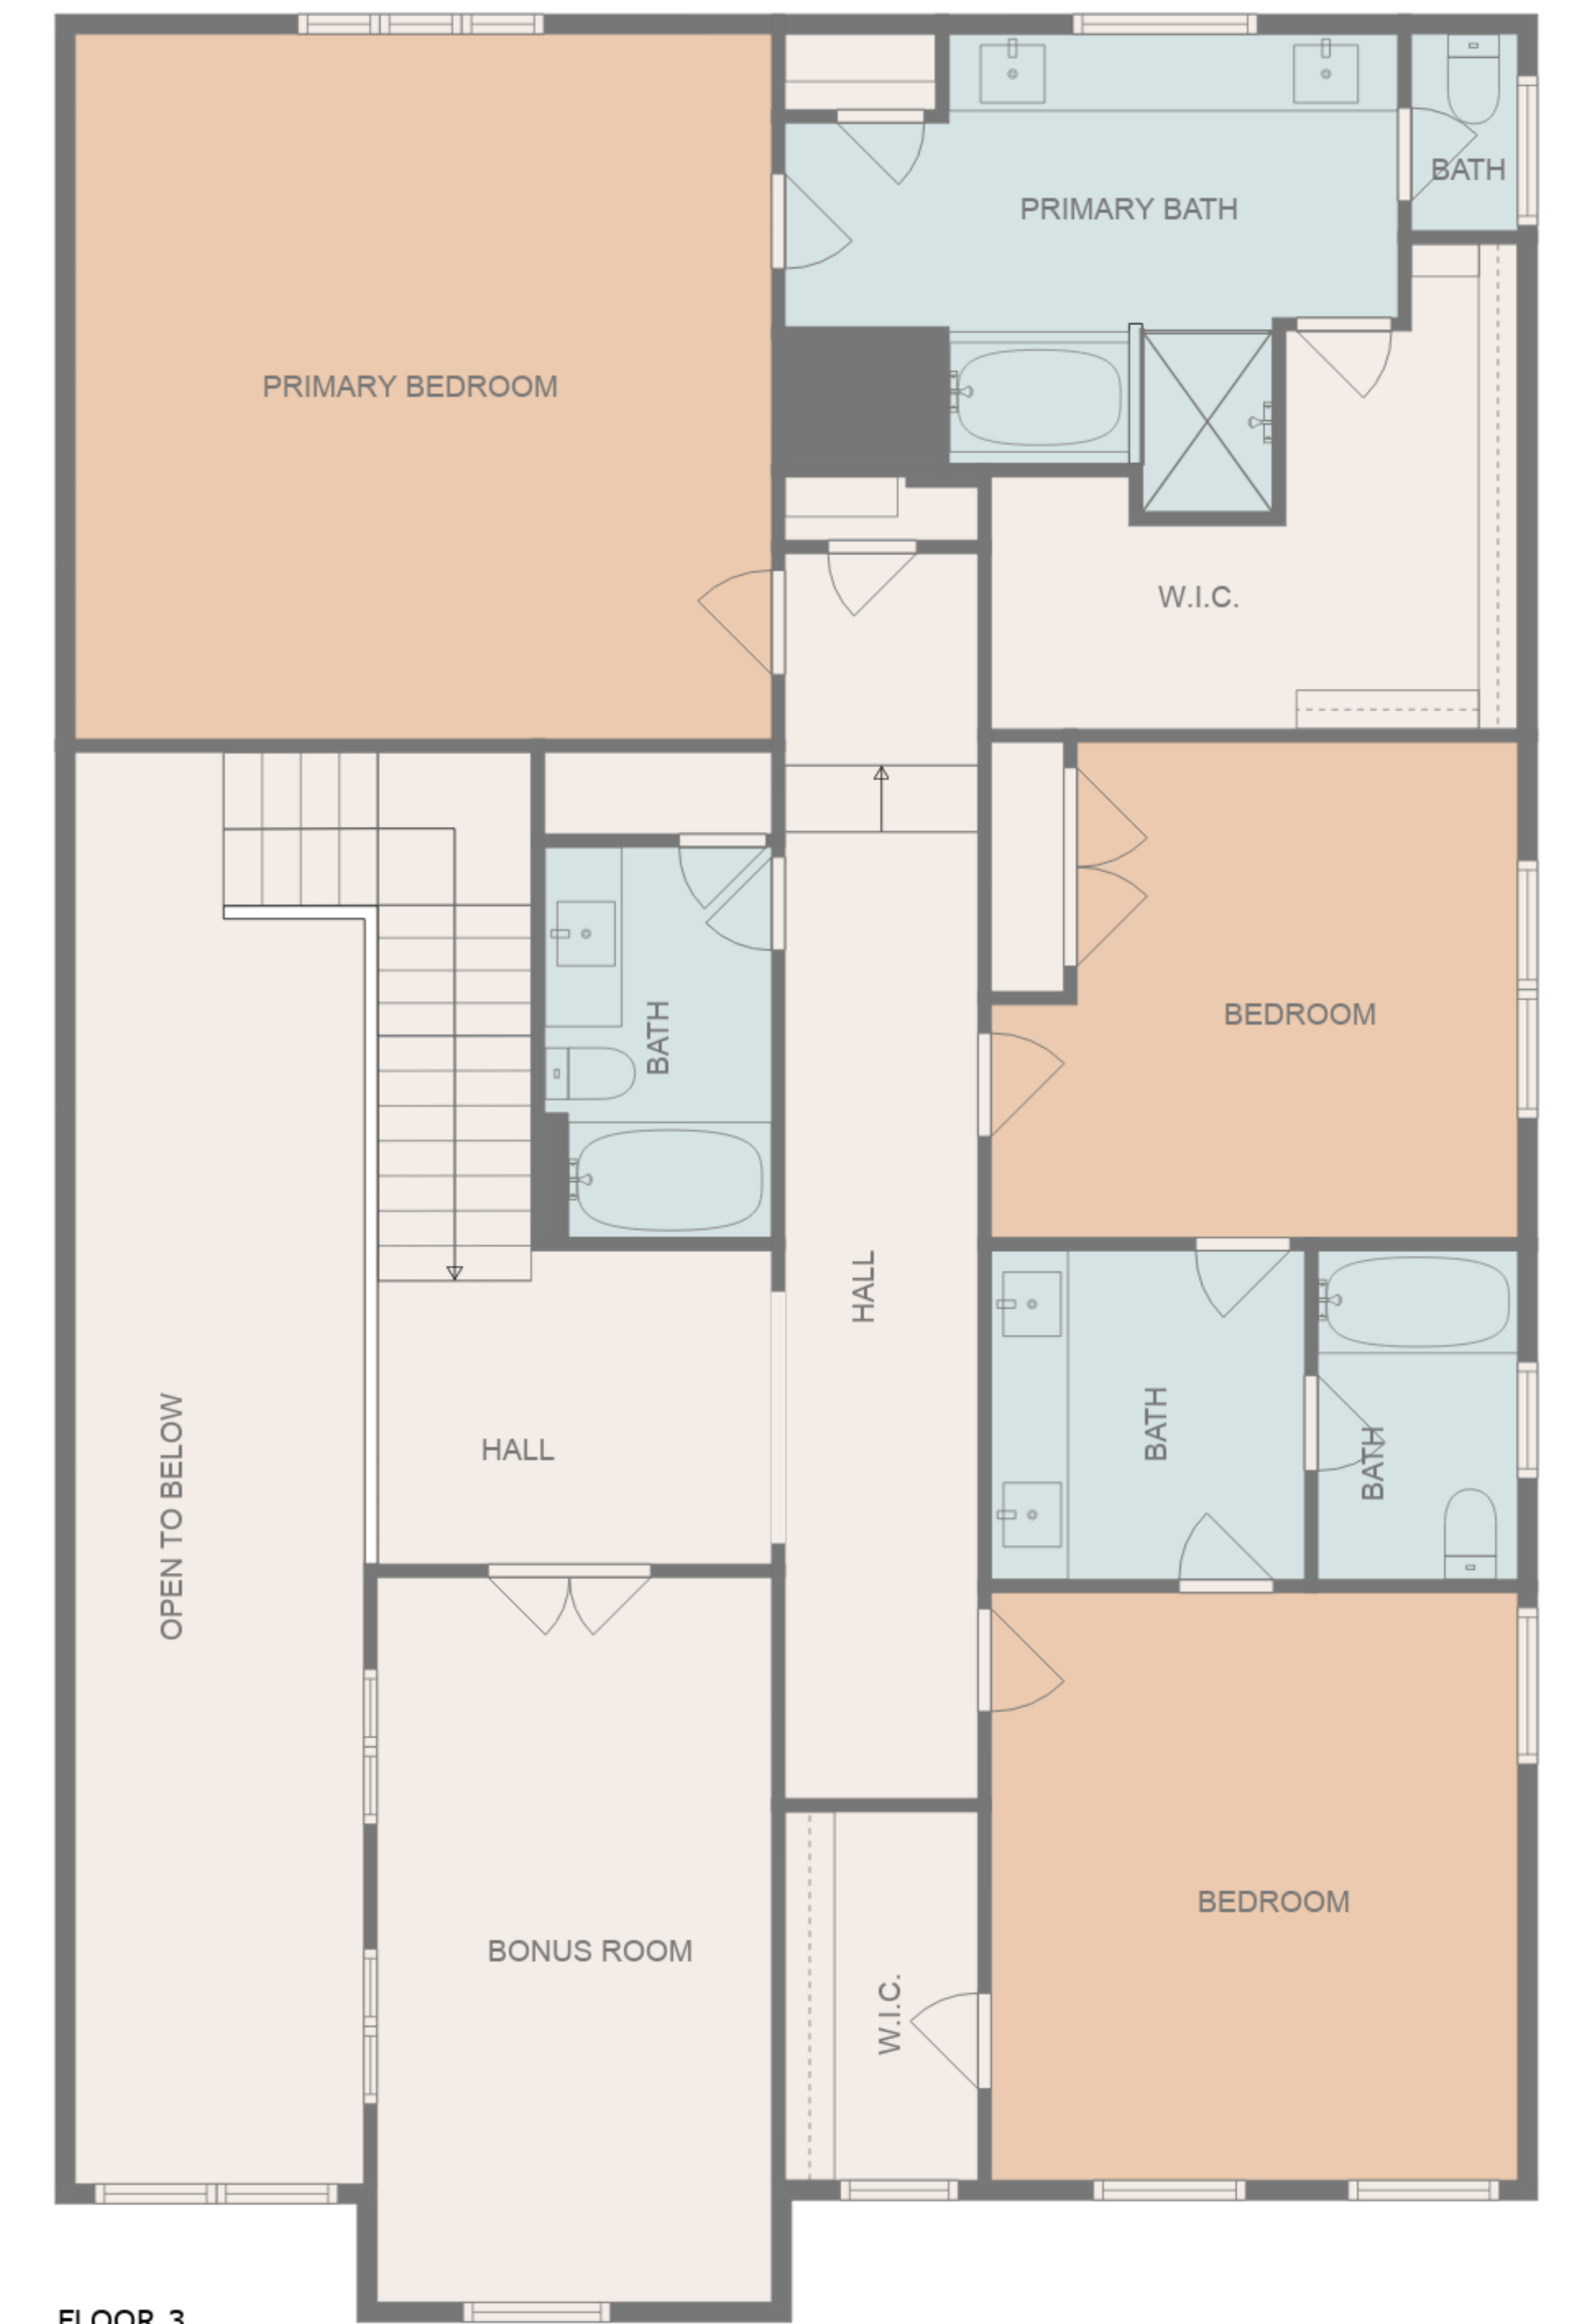 BATH
PRIMARY BATH
PRIMARY BEDROOM
W.I.C.
BEDROOM
BATH
HALL
BATH
BATH
HALL
OPEN TO BELOW
BEDROOM
BONUS ROOM
W.I.C.
FLOOR 3